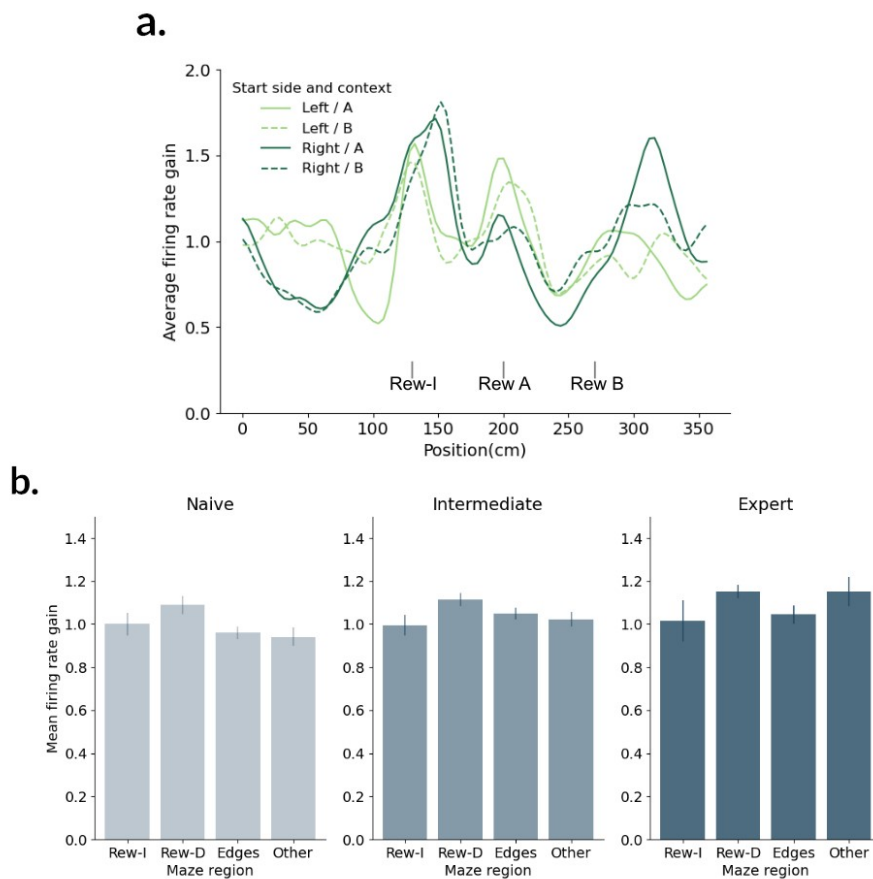 a.
2.0
1.5
1.0
0.5
0.0
Average firing rate gain
Start side and context
Left / A
Left / B
Right / A
Right / B
Rew-I Rew A Rew B
0 50 100 150 200 250 300 350
Position(cm)
b.
Naive
1.4
1.2
1.0
0.8
0.6
0.4
0.2
0.0
Mean firing rate gain
Rew-I Rew-D Edges Other
Maze region
Intermediate
1.4
1.2
1.0
0.8
0.6
0.4
0.2
0.0
Rew-I Rew-D Edges Other
Maze region
Expert
1.4
1.2
1.0
0.8
0.6
0.4
0.2
0.0
Rew-I Rew-D Edges Other
Maze region